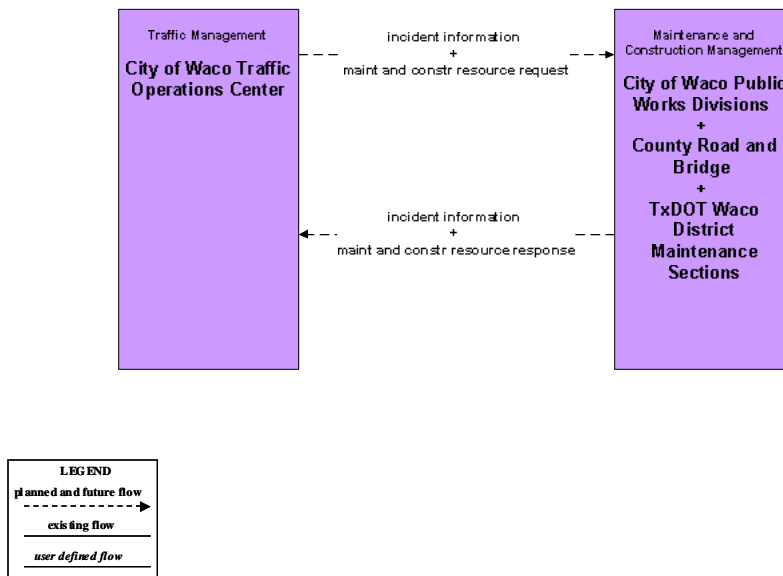 Traffic Management
City of Waco Traffic
Operations Center
incident information
+
maint and constr resource request
incident information
+
maint and constr resource response
Maintenance and
Construction Management
City of Waco Public
Works Divisions
+
County Road and
Bridge
+
TxDOT Waco
District
Maintenance
Sections
LEGEND
planned and future flow
existing flow
user defined flow